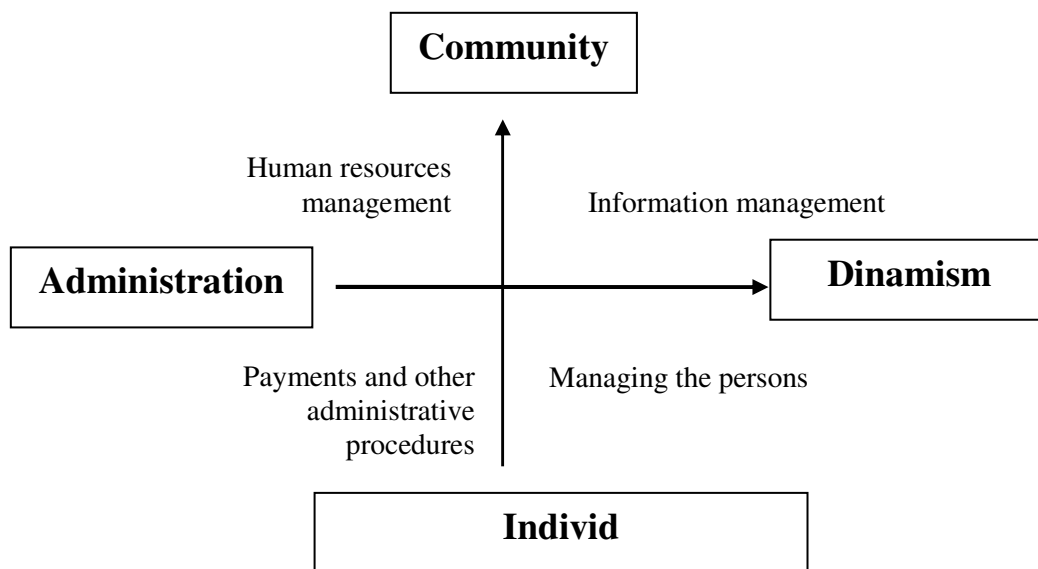 Community
Human resources
management
Information management
Administration
Dinamism
Payments and other
administrative
procedures
Managing the persons
Individ